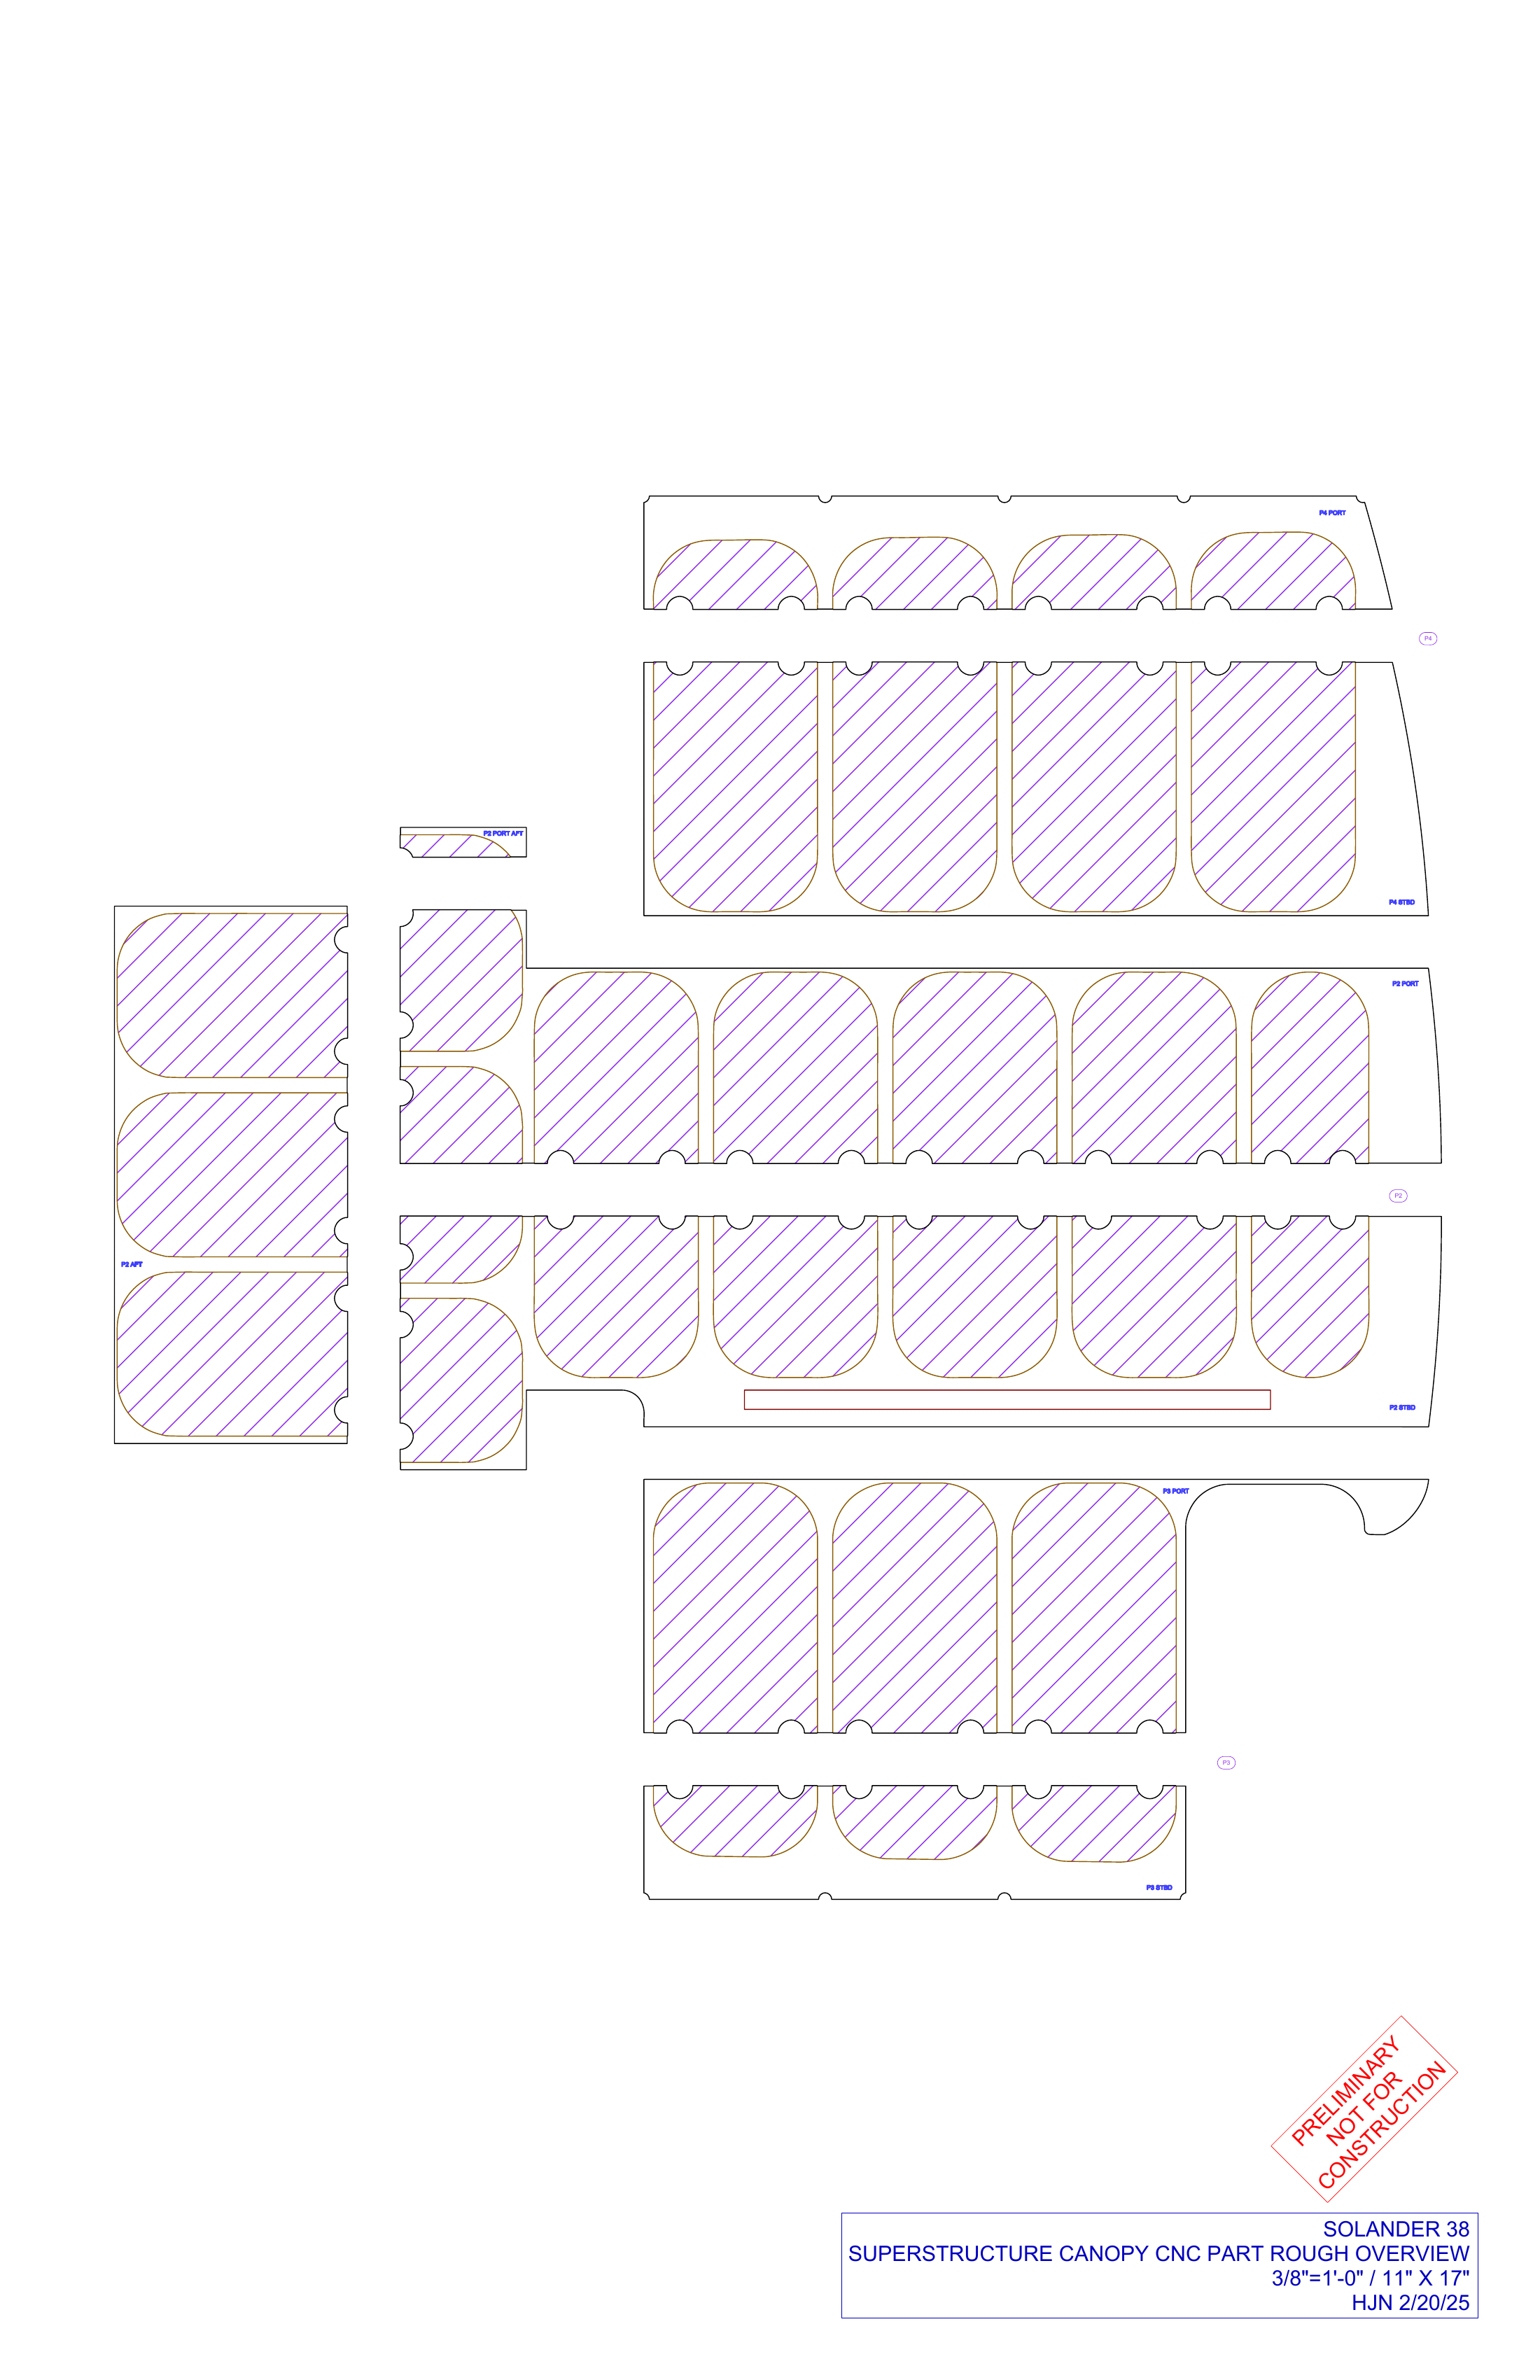 P4 PORT
P4
P4 STBD
P2 PORT AFT
P2 PORT
P2
P2 AFT
P2 STBD
P3 PORT
P3
P3 STBD
PRELIMINARY
NOT FOR
CONSTRUCTION
SOLANDER 38
SUPERSTRUCTURE CANOPY CNC PART ROUGH OVERVIEW
3/8"=1'-0" / 11" X 17"
HJN 2/20/25